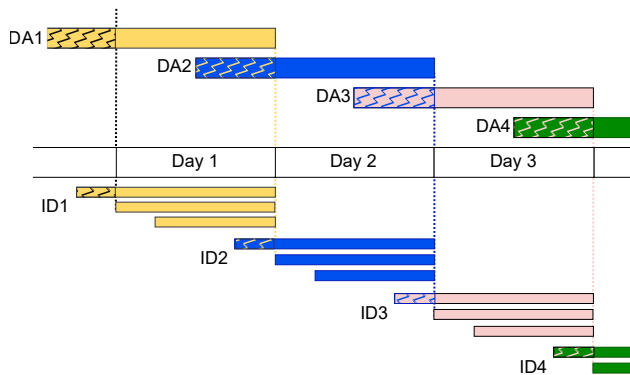 DA1
DA2
DA3
DA4
Day 1 Day 2 Day 3
ID1
ID2
ID3
ID4